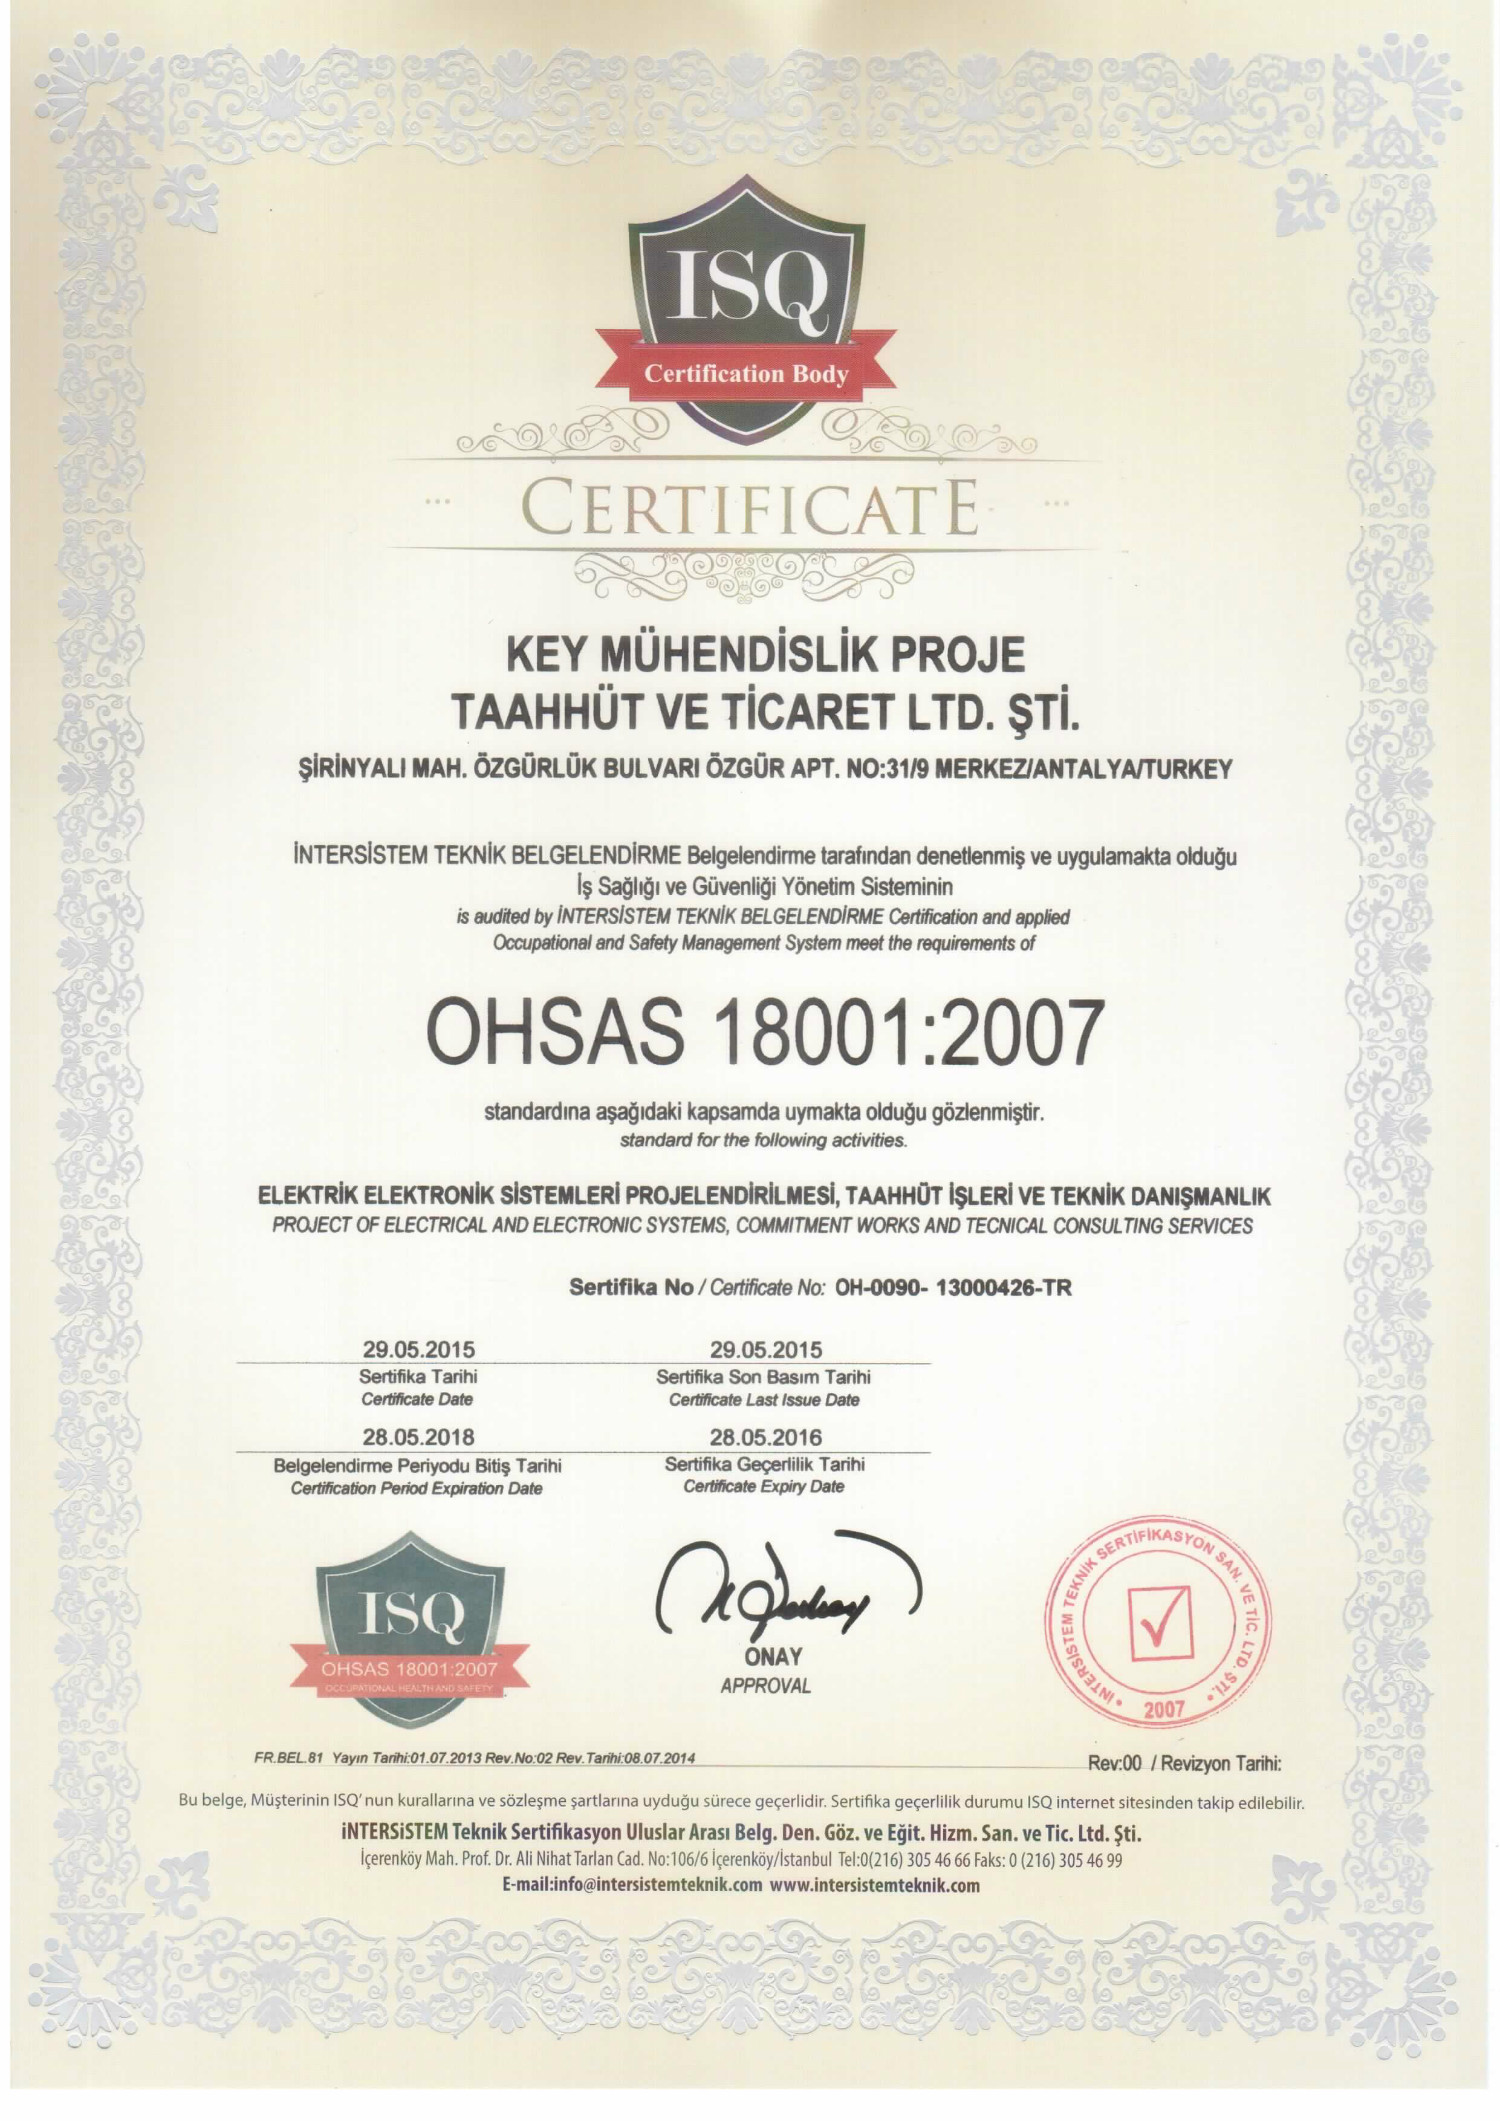 ISQ
Certification Body
CERTIFICATE
KEY MÜHENDİSLİK PROJE
TAAHHÜT VE TİCARET LTD. ŞTİ.
ŞİRİNYALI MAH. ÖZGÜRLÜK BULVARI ÖZGÜR APT. NO:31/9 MERKEZ/ANTALYA/TURKEY
İNTERSİSTEM TEKNİK BELGELENDİRME Belgelendirme tarafından denetlenmiş ve uygulamakta olduğu
İş Sağlığı ve Güvenliği Yönetim Sisteminin
is audited by İNTERSİSTEM TEKNİK BELGELENDİRME Certification and applied
Occupational and Safety Management System meet the requirements of
OHSAS 18001:2007
standardına aşağıdaki kapsamda uymakta olduğu gözlenmiştir.
standard for the following activities.
ELEKTRİK ELEKTRONİK SİSTEMLERİ PROJELENDİRİLMESİ, TAAHHÜT İŞLERİ VE TEKNİK DANIŞMANLIK
PROJECT OF ELECTRICAL AND ELECTRONIC SYSTEMS, COMMITMENT WORKS AND TECNICAL CONSULTING SERVICES
Sertifika No / Certificate No: OH-0090- 13000426-TR
29.05.2015 29.05.2015
Sertifika Tarihi Sertifika Son Basım Tarihi
Certificate Date Certificate Last Issue Date
28.05.2018 28.05.2016
Belgelendirme Periyodu Bitiş Tarihi Sertifika Geçerlilik Tarihi
Certification Period Expiration Date Certificate Expiry Date
ISQ
OHSAS 18001:2007
OCCUPATIONAL HEALTH AND SAFETY
ONAY
APPROVAL
INTERSİSTEM TEKNİK SERTİFİKASYON SAN. VE TİC. LTD. ŞTİ.
2007
FR.BEL.81 Yayın Tarihi:01.07.2013 Rev.No:02 Rev.Tarihi:08.07.2014
Rev:00 / Revizyon Tarihi:
Bu belge, Müşterinin ISQ' nun kurallarına ve sözleşme şartlarına uyduğu sürece geçerlidir. Sertifika geçerlilik durumu ISQ internet sitesinden takip edilebilir.
iNTERSiSTEM Teknik Sertifikasyon Uluslar Arası Belg. Den. Göz. ve Eğit. Hizm. San. ve Tic. Ltd. Şti.
İçerenköy Mah. Prof. Dr. Ali Nihat Tarlan Cad. No:106/6 İçerenköy/İstanbul Tel:0(216) 305 46 66 Faks: 0 (216) 305 46 99
E-mail:info@intersistemteknik.com www.intersistemteknik.com